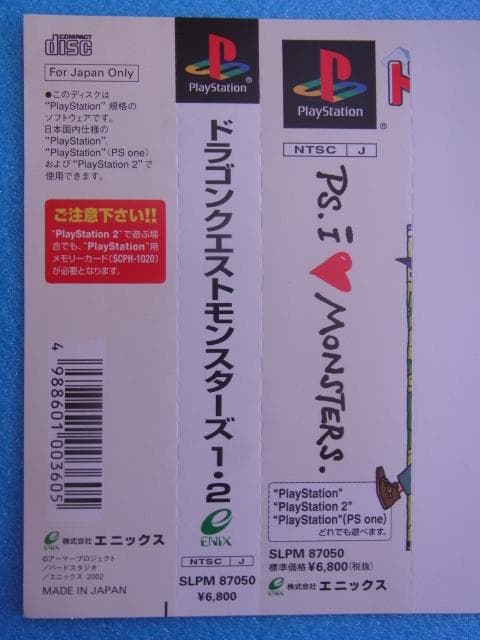 COMPACT
disc
For Japan Only
●このディスクは
"PlayStation" 規格の
ソフトウェアです。
日本国内仕様の
"PlayStation"、
"PlayStation"(PS one)
および"PlayStation 2"で
使用できます。
ご注意下さい!!
"PlayStation 2"で遊ぶ場
合でも、"PlayStation"用
メモリーカード(SCPH-1020)
が必要となります。
4 988601 003605
ENIX 株式会社 エニックス
©アーマープロジェクト
/バードスタジオ
/エニックス 2002
MADE IN JAPAN
PlayStation®
ドラゴンクエストモンスターズ 1・2
ENIX
NTSC J
SLPM 87050
¥6,800
PlayStation®
NTSC J
Ps. i ♥ MONSTERS.
"PlayStation"
"PlayStation 2"
"PlayStation"(PS one)
どれでも遊べます。
SLPM 87050
標準価格 ¥6,800(税抜)
ENIX 株式会社 エニックス